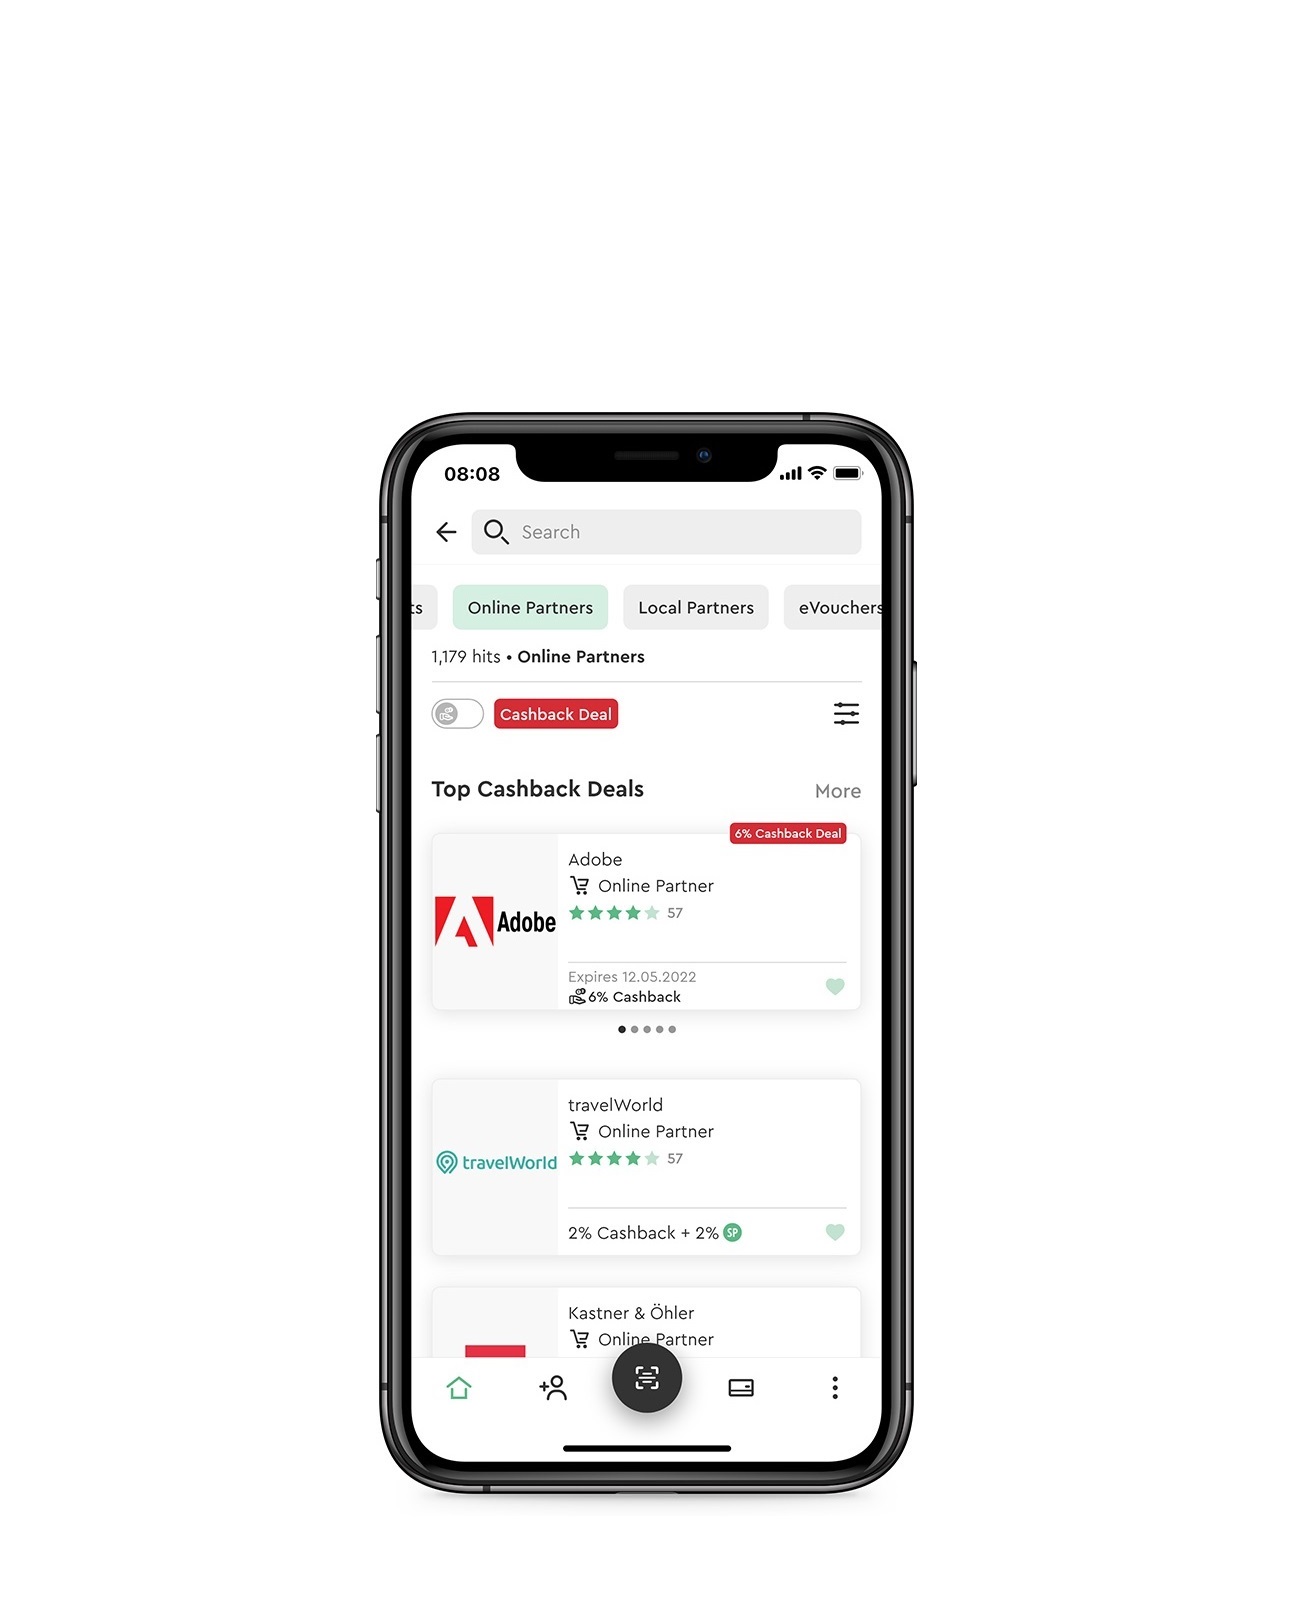 08:08
Search
ts Online Partners Local Partners eVouchers
1,179 hits • Online Partners
Cashback Deal
Top Cashback Deals More
6% Cashback Deal
Adobe
Online Partner
57
Adobe
Expires 12.05.2022
6% Cashback
travelWorld
Online Partner
57
travelWorld
2% Cashback + 2% SP
Kastner & Öhler
Online Partner